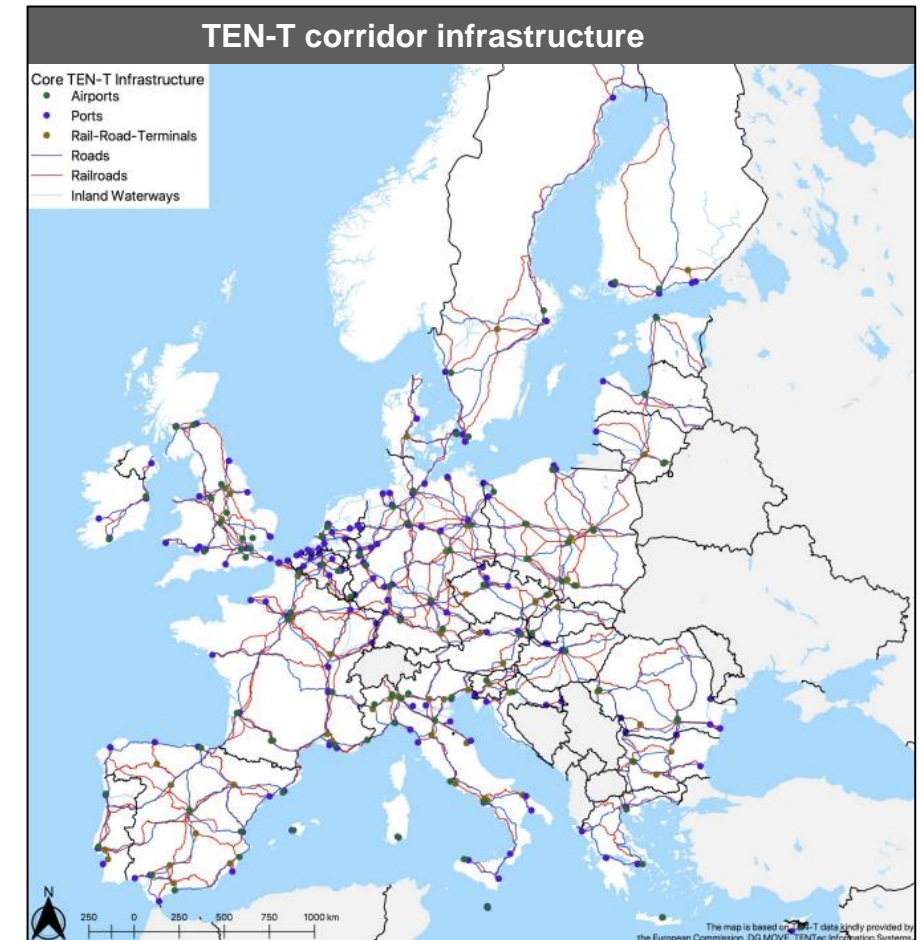 TEN-T corridor infrastructure
Core TEN-T Infrastructure
Airports
Ports
Rail-Road-Terminals
Roads
Railroads
Inland Waterways
N
250 0 250 500 750 1000 km
The map is based on TEN-T data kindly provided by
the European Commission, DG MOVE, TENTec Information Systems.